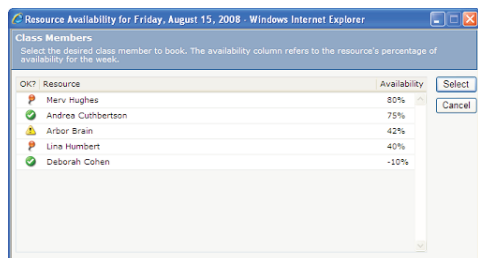 Resource Availability for Friday, August 15, 2008 - Windows Internet Explorer
Class Members
Select the desired class member to book. The availability column refers to the resource's percentage of
availability for the week.
OK? Resource Availability Select
Merv Hughes 80%
Cancel
Andrea Cuthbertson 75%
Arbor Brain 42%
Lina Humbert 40%
Deborah Cohen -10%